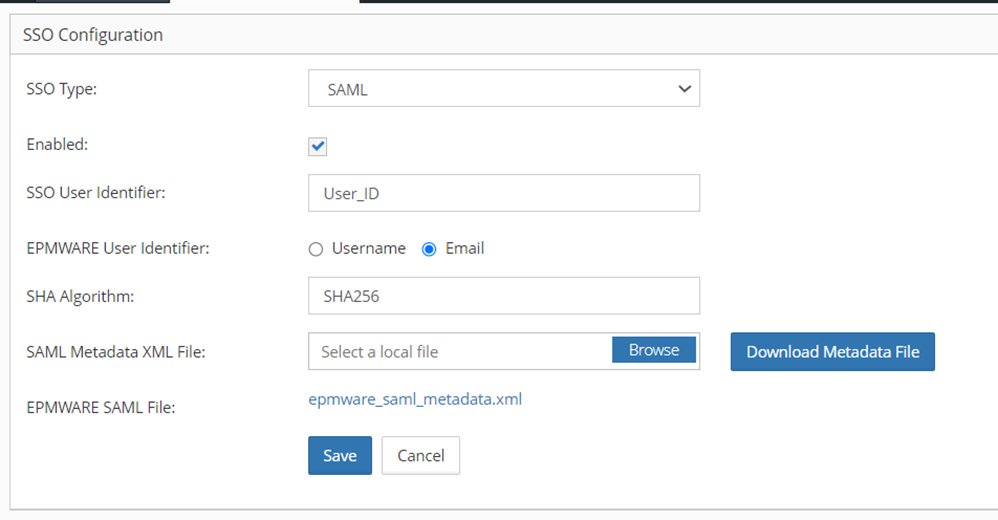 SSO Configuration
SSO Type: SAML
Enabled:
SSO User Identifier: User_ID
EPMWARE User Identifier: Username Email
SHA Algorithm: SHA256
SAML Metadata XML File: Select a local file Browse Download Metadata File
EPMWARE SAML File: epmware_saml_metadata.xml
Save Cancel